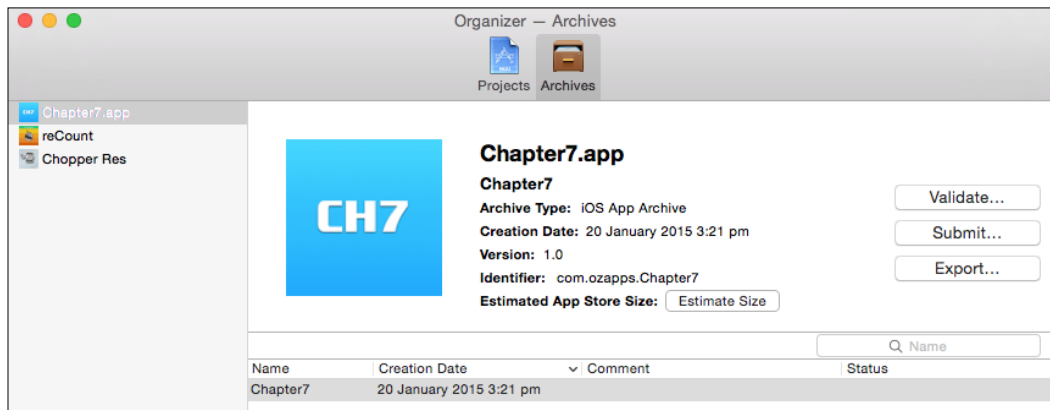 Organizer — Archives
Projects Archives
Chapter7.app
reCount
Chopper Res
CH7
Chapter7.app
Chapter7
Archive Type: iOS App Archive
Creation Date: 20 January 2015 3:21 pm
Version: 1.0
Identifier: com.ozapps.Chapter7
Estimated App Store Size: Estimate Size
Validate...
Submit...
Export...
Name
Name Creation Date Comment Status
Chapter7 20 January 2015 3:21 pm